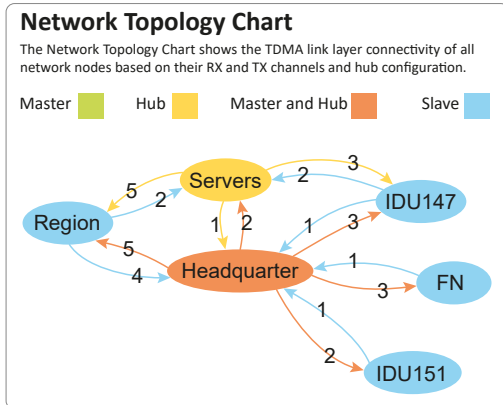 Network Topology Chart
The Network Topology Chart shows the TDMA link layer connectivity of all
network nodes based on their RX and TX channels and hub configuration.
Master Hub Master and Hub Slave
5 3
Servers 2
2 IDU147
Region 1 2 1 3
5
Headquarter 1
4 FN
3
1
2
IDU151